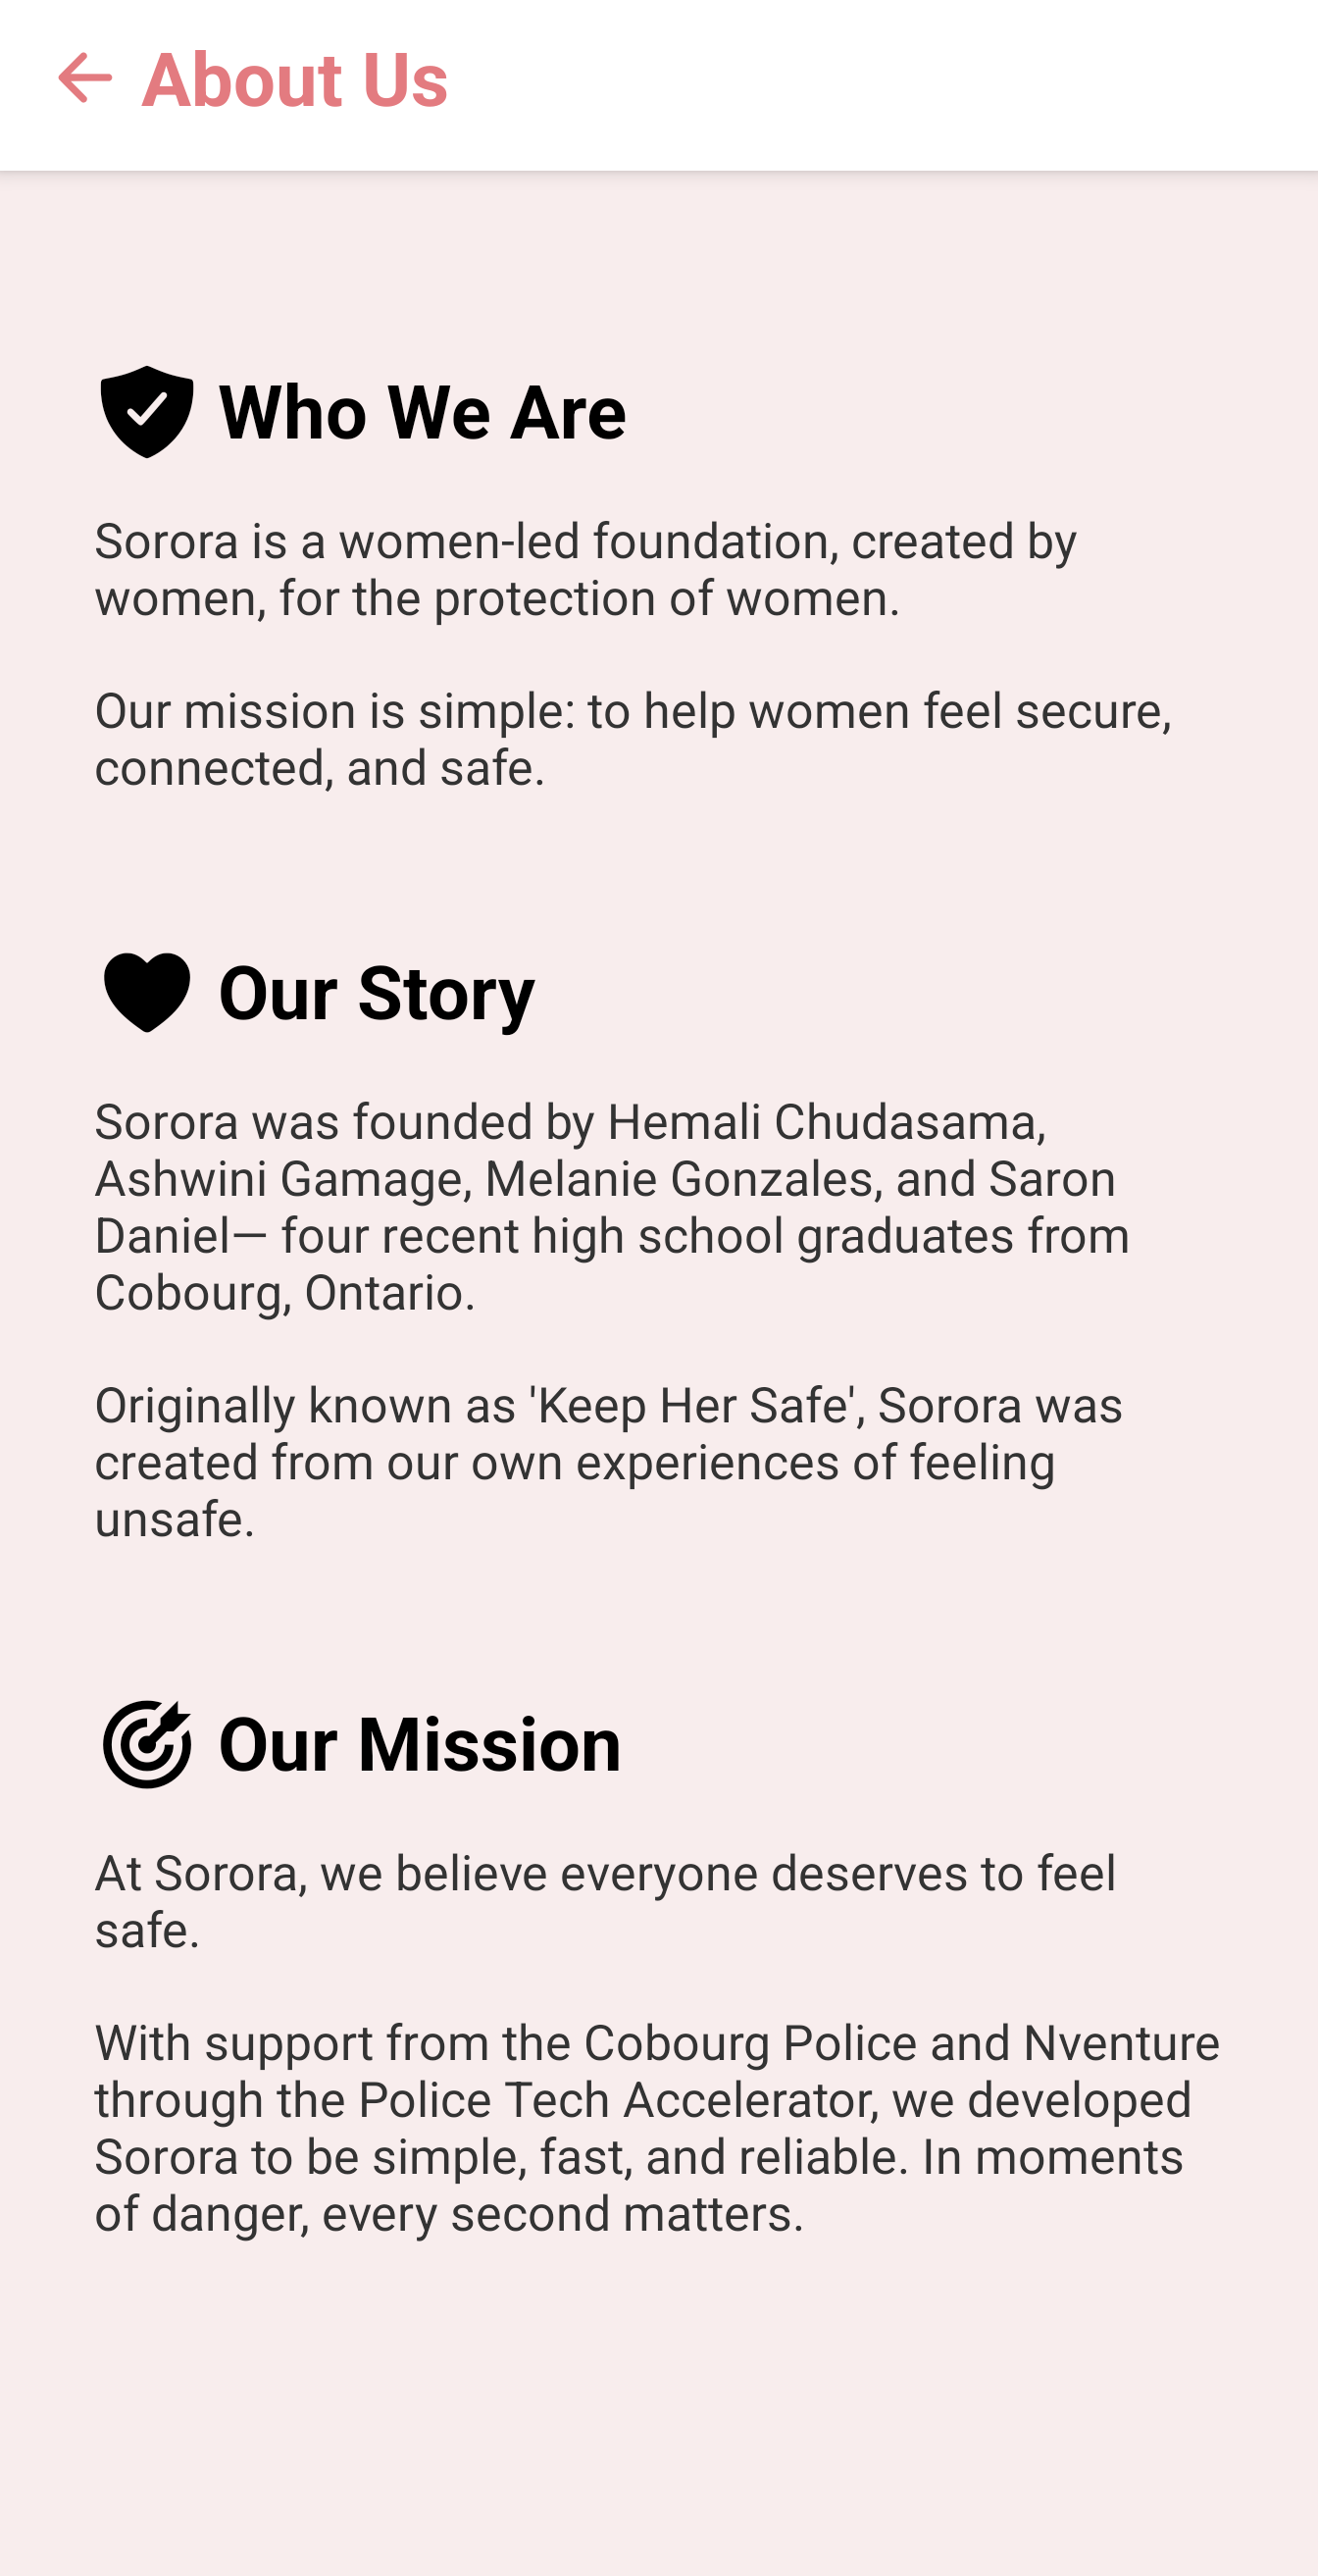 About Us
Who We Are
Sorora is a women-led foundation, created by
women, for the protection of women.
Our mission is simple: to help women feel secure,
connected, and safe.
Our Story
Sorora was founded by Hemali Chudasama,
Ashwini Gamage, Melanie Gonzales, and Saron
Daniel— four recent high school graduates from
Cobourg, Ontario.
Originally known as 'Keep Her Safe', Sorora was
created from our own experiences of feeling
unsafe.
Our Mission
At Sorora, we believe everyone deserves to feel
safe.
With support from the Cobourg Police and Nventure
through the Police Tech Accelerator, we developed
Sorora to be simple, fast, and reliable. In moments
of danger, every second matters.